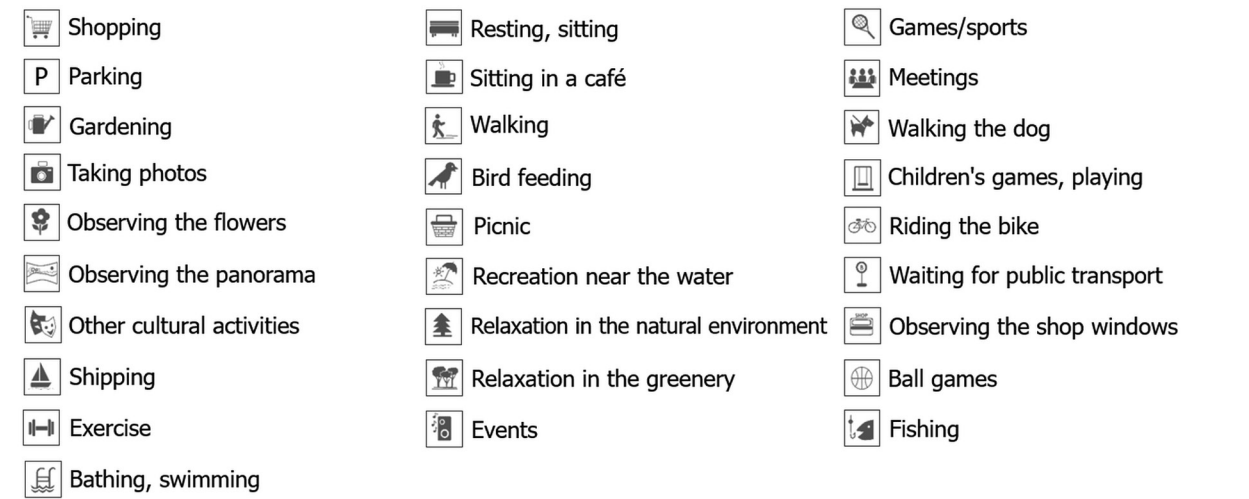 Shopping
P Parking
Gardening
Taking photos
Observing the flowers
Observing the panorama
Other cultural activities
Shipping
Exercise
Bathing, swimming
Resting, sitting
Sitting in a café
Walking
Bird feeding
Picnic
Recreation near the water
Relaxation in the natural environment
Relaxation in the greenery
Events
Games/sports
Meetings
Walking the dog
Children's games, playing
Riding the bike
Waiting for public transport
SHOP
Observing the shop windows
Ball games
Fishing